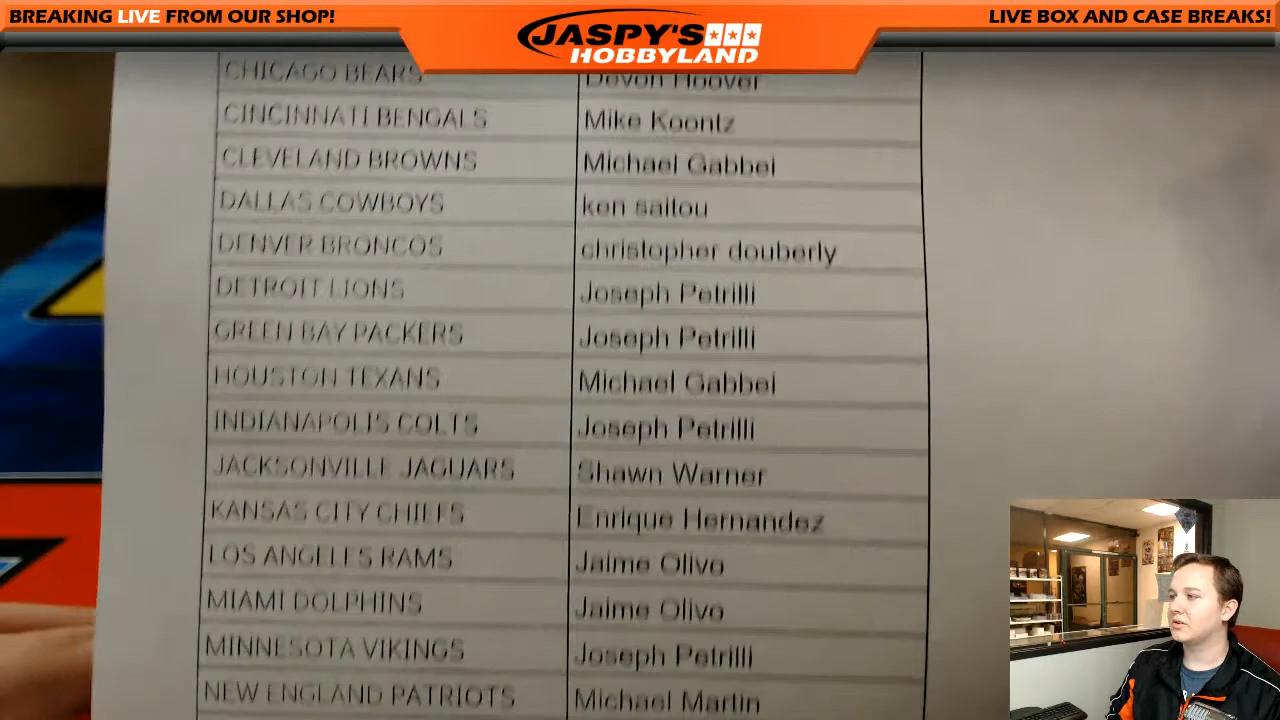 BREAKING LIVE FROM OUR SHOP!
JASPY'S
HOBBYLAND
LIVE BOX AND CASE BREAKS!
CHICAGO BEARS Devon Hoover
CINCINNATI BENGALS Mike Koontz
CLEVELAND BROWNS Michael Gabbei
DALLAS COWBOYS ken saitou
DENVER BRONCOS christopher douberly
DETROIT LIONS Joseph Petrilli
GREEN BAY PACKERS Joseph Petrilli
HOUSTON TEXANS Michael Gabbei
INDIANAPOLIS COLTS Joseph Petrilli
JACKSONVILLE JAGUARS Shawn Warner
KANSAS CITY CHIEFS Enrique Hernandez
LOS ANGELES RAMS Jaime Olivo
MIAMI DOLPHINS Jaime Olivo
MINNESOTA VIKINGS Joseph Petrilli
NEW ENGLAND PATRIOTS Michael Martin